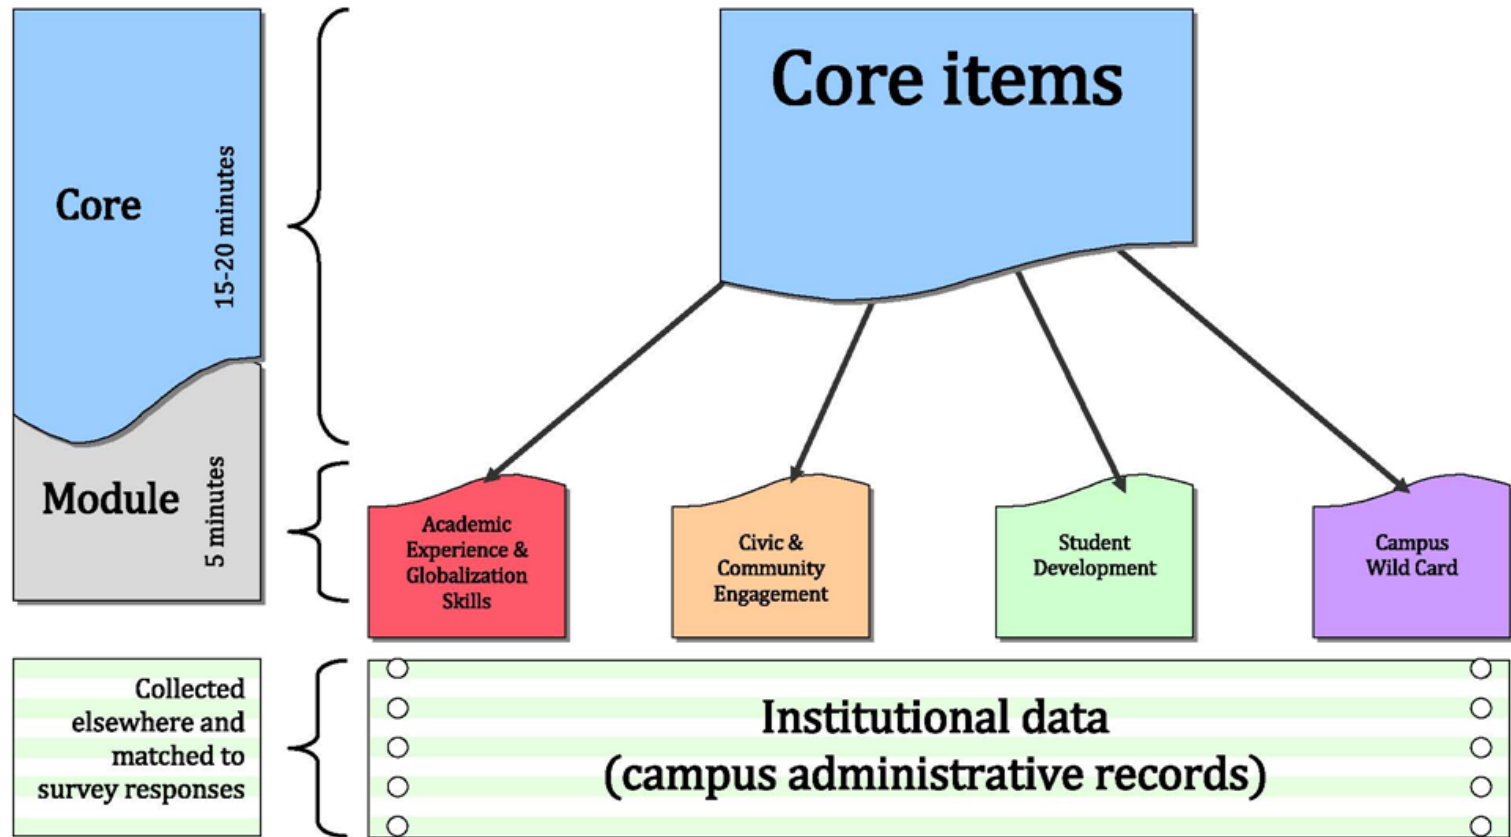 Core
15-20 minutes
Core items
Module
5 minutes
Academic
Experience &
Globalization
Skills
Civic &
Community
Engagement
Student
Development
Campus
Wild Card
Collected
elsewhere and
matched to
survey responses
Institutional data
(campus administrative records)